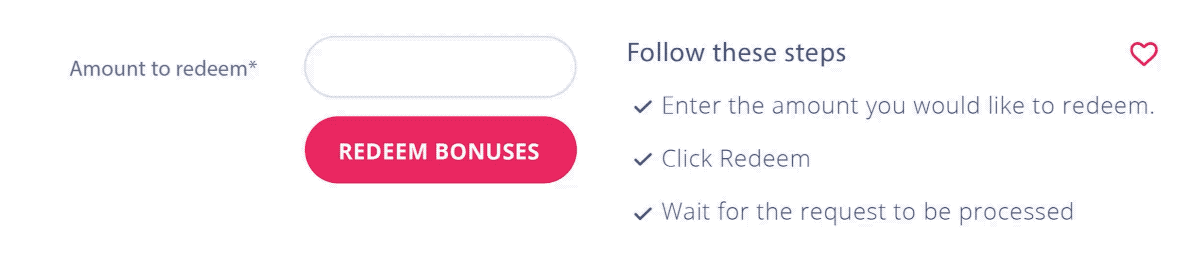 Amount to redeem*
REDEEM BONUSES
Follow these steps
Enter the amount you would like to redeem.
Click Redeem
Wait for the request to be processed